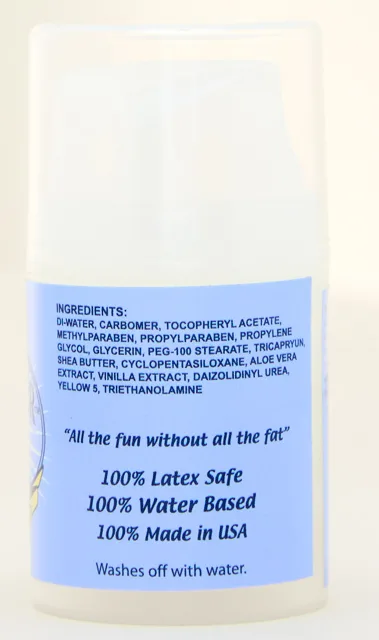 INGREDIENTS:
DI-WATER, CARBOMER, TOCOPHERYL ACETATE,
METHYLPARABEN, PROPYLPARABEN, PROPYLENE
GLYCOL, GLYCERIN, PEG-100 STEARATE, TRICAPRYUN,
SHEA BUTTER, CYCLOPENTASILOXANE, ALOE VERA
EXTRACT, VINILLA EXTRACT, DAIZOLIDINYL UREA,
YELLOW 5, TRIETHANOLAMINE
"All the fun without all the fat"
100% Latex Safe
100% Water Based
100% Made in USA
Washes off with water.